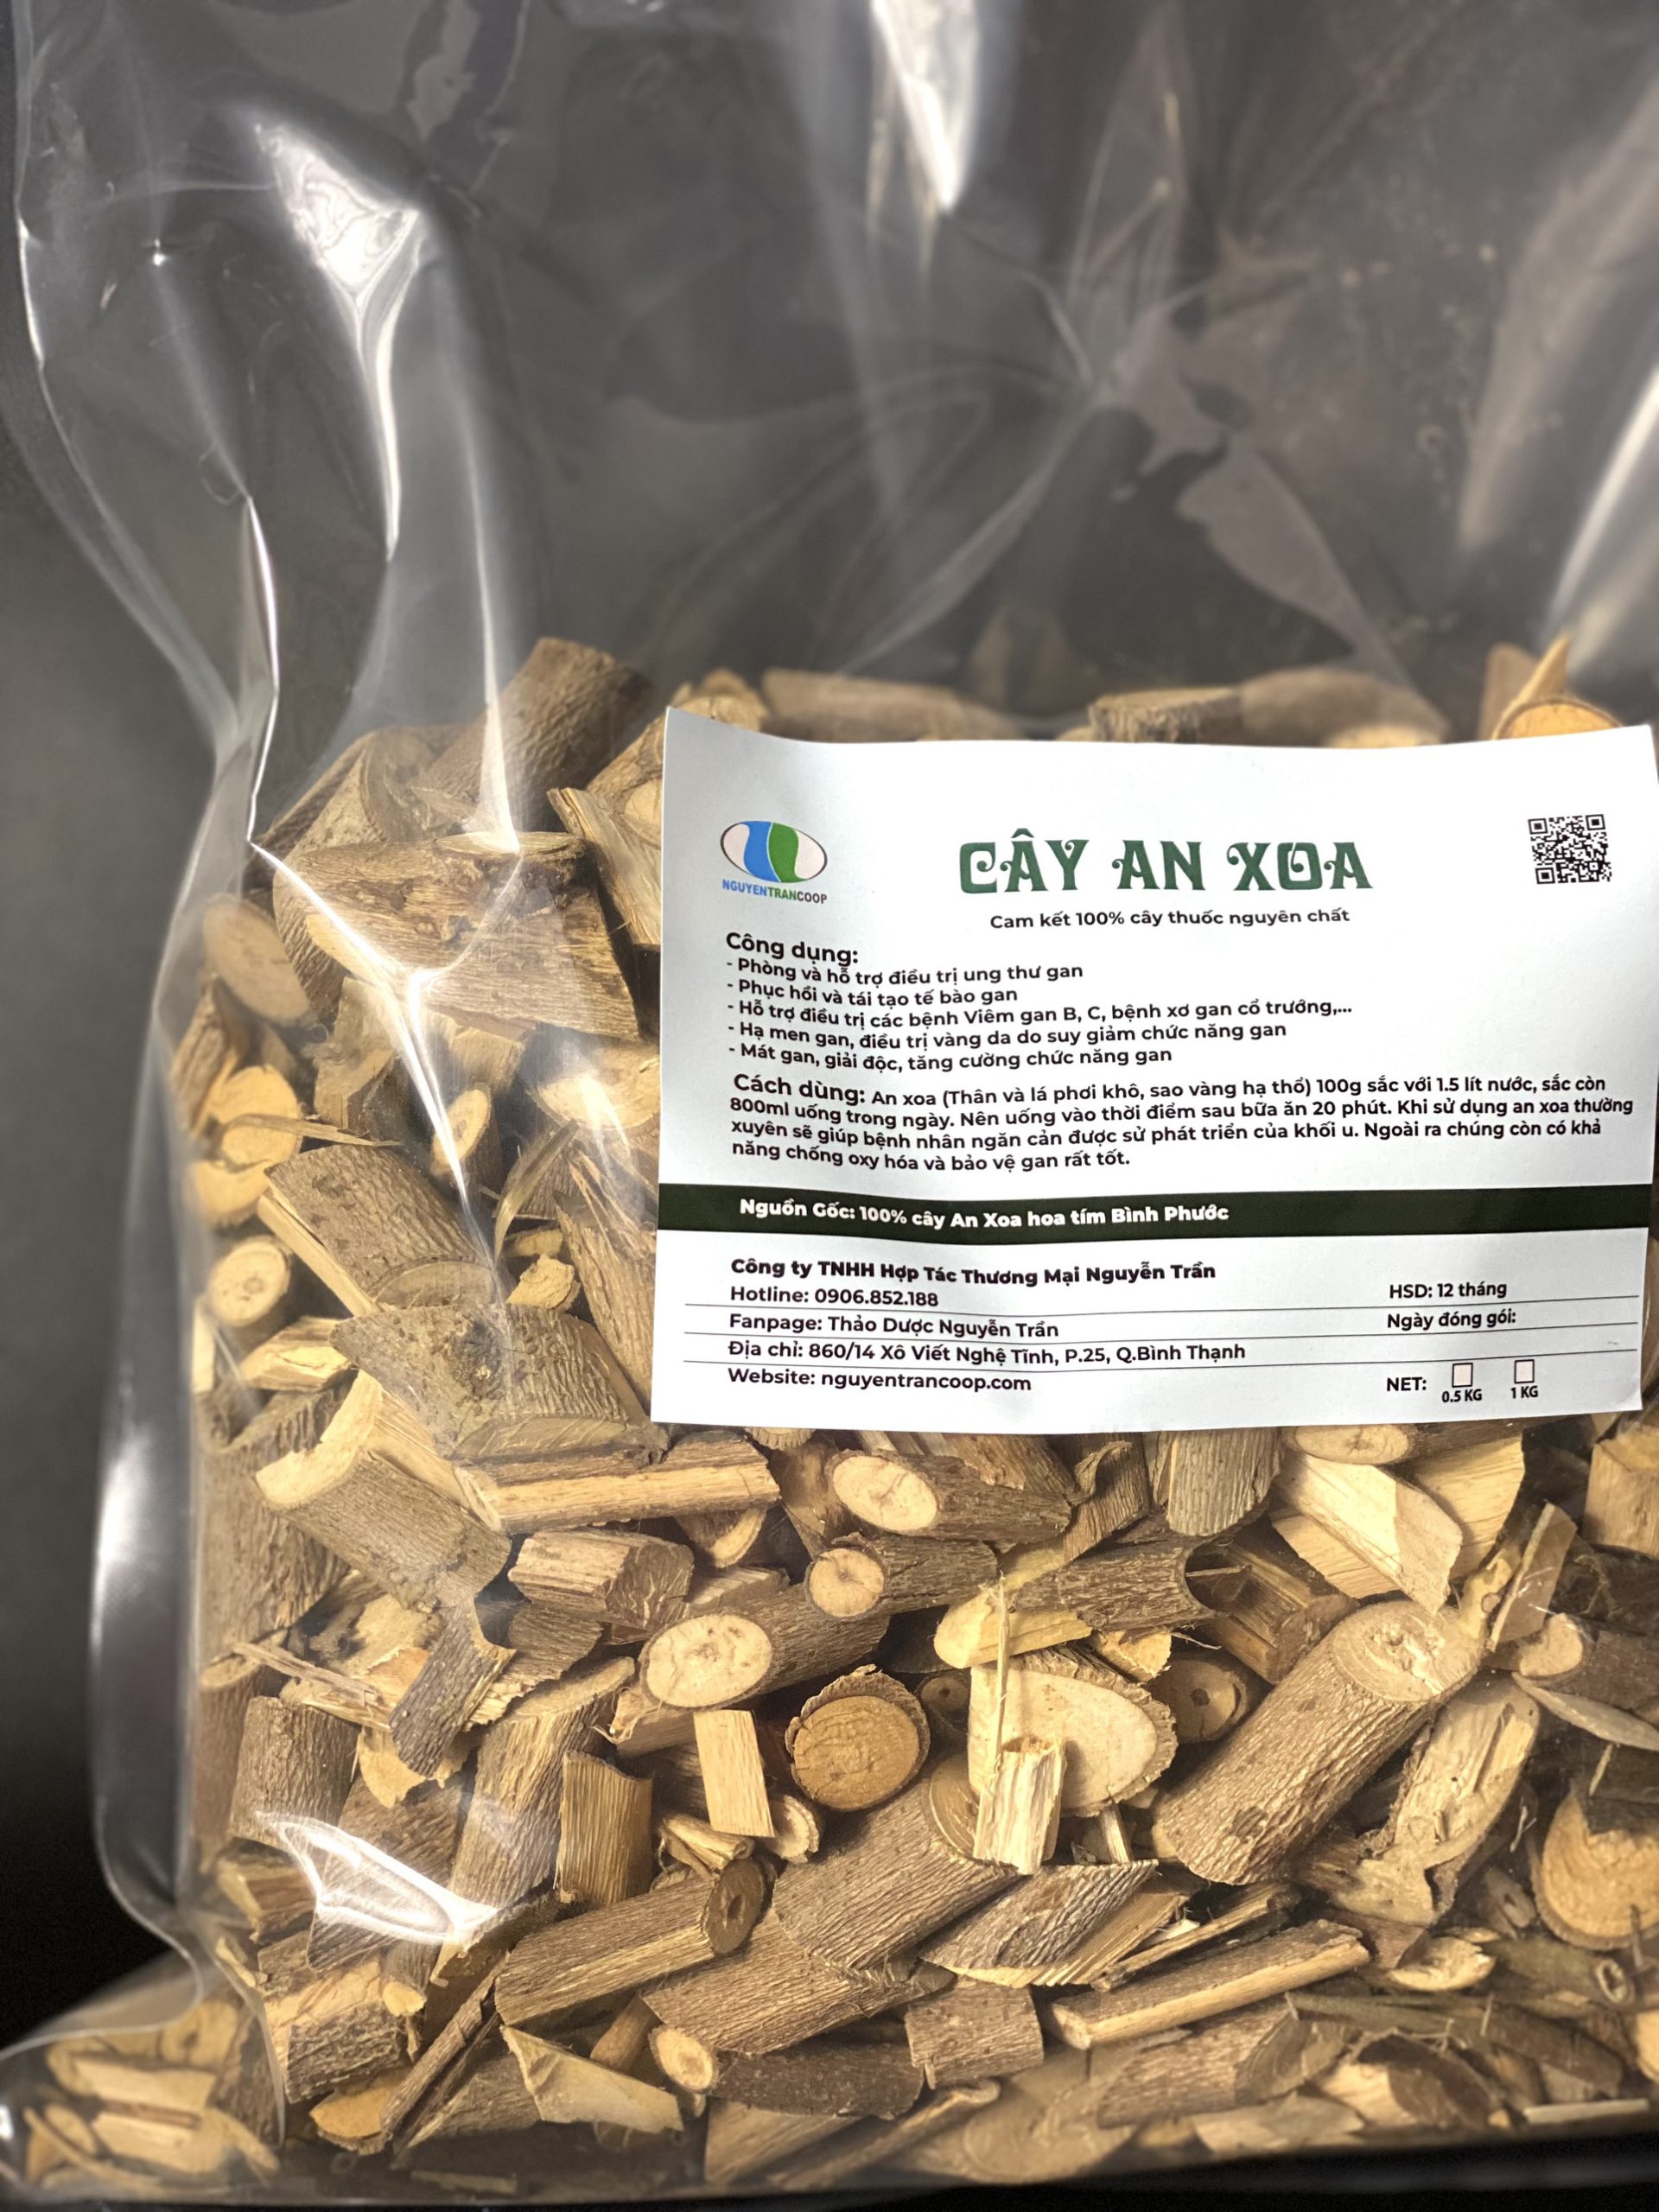 NGUYENTRANCOOP
CÂY AN XOA
Cam kết 100% cây thuốc nguyên chất
Công dụng:
- Phòng và hỗ trợ điều trị ung thư gan
- Phục hồi và tái tạo tế bào gan
- Hỗ trợ điều trị các bệnh Viêm gan B, C, bệnh xơ gan cổ trướng,...
- Hạ men gan, điều trị vàng da do suy giảm chức năng gan
- Mát gan, giải độc, tăng cường chức năng gan
Cách dùng: An xoa (Thân và lá phơi khô, sao vàng hạ thổ) 100g sắc với 1.5 lít nước, sắc còn
800ml uống trong ngày. Nên uống vào thời điểm sau bữa ăn 20 phút. Khi sử dụng an xoa thường
xuyên sẽ giúp bệnh nhân ngăn cản được sử phát triển của khối u. Ngoài ra chúng còn có khả
năng chống oxy hóa và bảo vệ gan rất tốt.
Nguồn Gốc: 100% cây An Xoa hoa tím Bình Phước
Công ty TNHH Hợp Tác Thương Mại Nguyễn Trần
Hotline: 0906.852.188
HSD: 12 tháng
Fanpage: Thảo Dược Nguyễn Trần
Ngày đóng gói:
Địa chỉ: 860/14 Xô Viết Nghệ Tĩnh, P.25, Q.Bình Thạnh
Website: nguyentrancoop.com
NET: 0.5 KG 1 KG